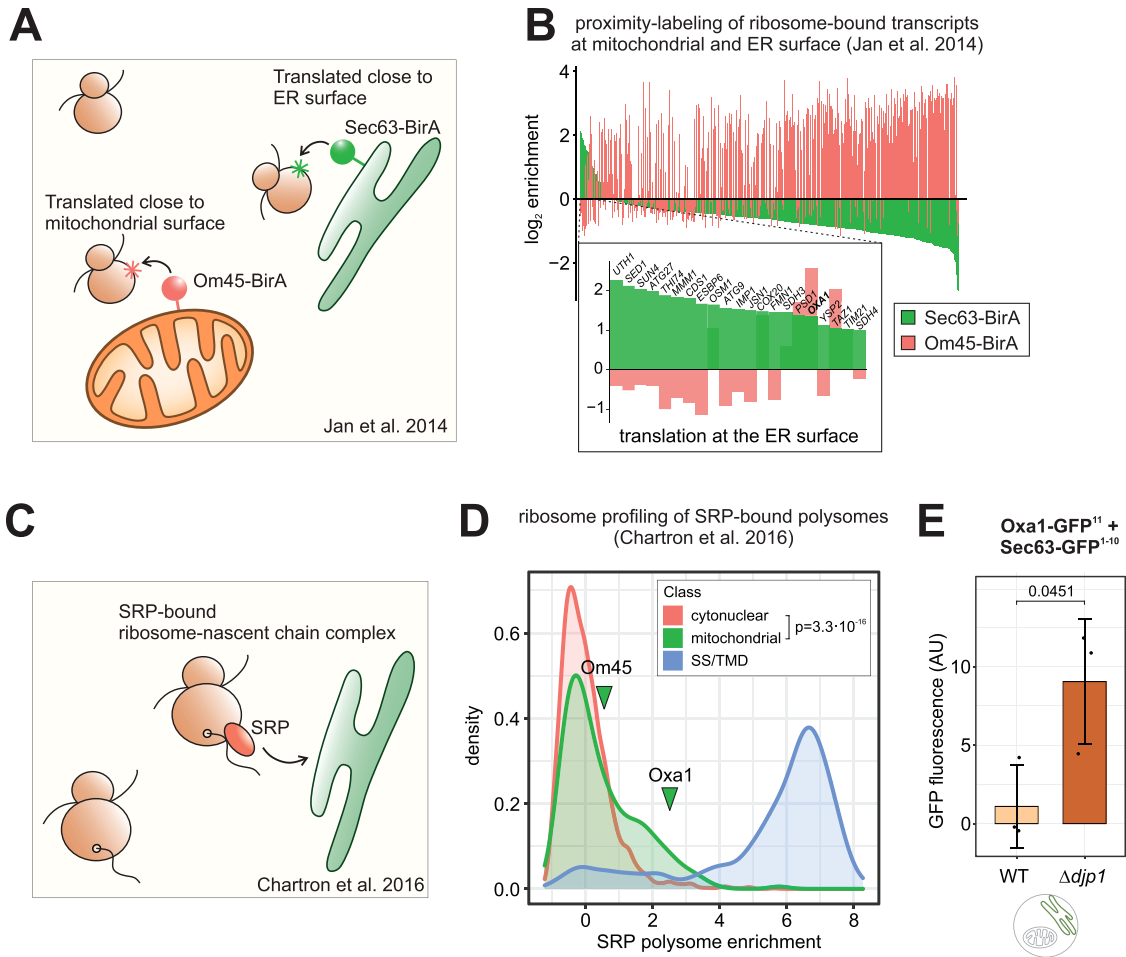 A
Translated close to
ER surface
Sec63-BirA
Translated close to
mitochondrial surface
Om45-BirA
Jan et al. 2014
B
proximity-labeling of ribosome-bound transcripts
at mitochondrial and ER surface (Jan et al. 2014)
log2 enrichment
4
2
0
−2
UTH1
SED1
SUN4
ATG27
THI74
MMM1
CDS1
ESBP6
OSM1
ATG9
IMP1
JSN1
COX20
FMN1
SDH3
PSD1
OXA1
YSP2
TAZ1
TIM21
SDH4
2
1
0
−1
translation at the ER surface
Sec63-BirA
Om45-BirA
C
SRP-bound
ribosome-nascent chain complex
SRP
Chartron et al. 2016
D
ribosome profiling of SRP-bound polysomes
(Chartron et al. 2016)
density
0.6
0.4
0.2
0.0
Class
cytonuclear
mitochondrial
SS/TMD
p=3.3·10⁻¹⁶
Om45
Oxa1
0 2 4 6 8
SRP polysome enrichment
E
Oxa1-GFP¹¹ +
Sec63-GFP¹⁻¹⁰
GFP fluorescence (AU)
0.0451
10
5
0
WT Δdjp1